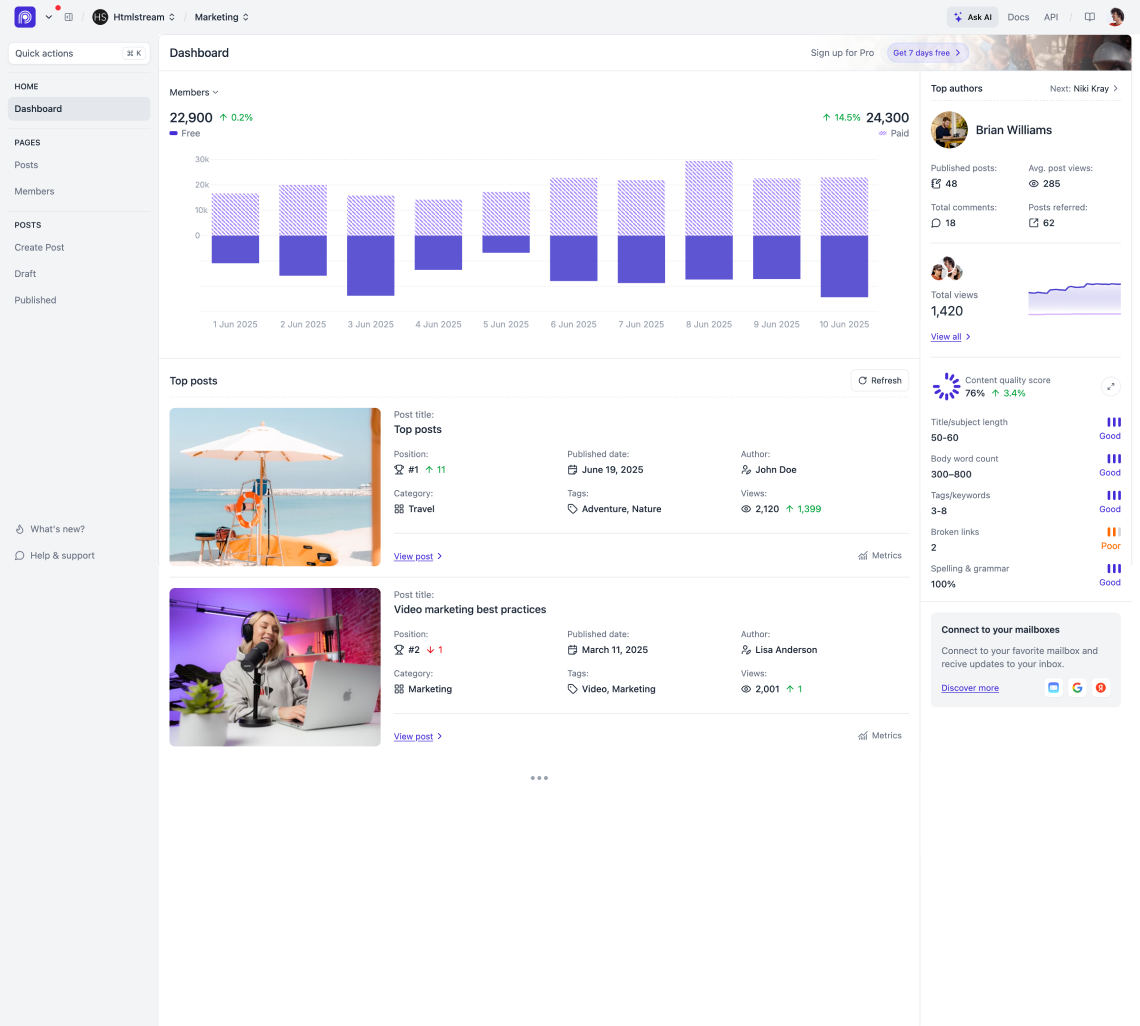 HS Htmlstream / Marketing
Ask AI Docs API
Quick actions ⌘ K
HOME
Dashboard
PAGES
Posts
Members
POSTS
Create Post
Draft
Published
What's new?
Help & support
Dashboard
Sign up for Pro Get 7 days free
Members
22,900 ↑ 0.2%
Free
↑ 14.5% 24,300
Paid
30k
20k
10k
0
1 Jun 2025 2 Jun 2025 3 Jun 2025 4 Jun 2025 5 Jun 2025 6 Jun 2025 7 Jun 2025 8 Jun 2025 9 Jun 2025 10 Jun 2025
Top posts
Refresh
Post title:
Top posts
Position: Published date: Author:
#1 ↑ 11 June 19, 2025 John Doe
Category: Tags: Views:
Travel Adventure, Nature 2,120 ↑ 1,399
View post Metrics
Post title:
Video marketing best practices
Position: Published date: Author:
#2 ↓ 1 March 11, 2025 Lisa Anderson
Category: Tags: Views:
Marketing Video, Marketing 2,001 ↑ 1
View post Metrics
Top authors Next: Niki Kray
Brian Williams
Published posts: Avg. post views:
48 285
Total comments: Posts referred:
18 62
Total views
1,420
View all
Content quality score
76% ↑ 3.4%
Title/subject length
50-60 Good
Body word count
300–800 Good
Tags/keywords
3-8 Good
Broken links
2 Poor
Spelling & grammar
100% Good
Connect to your mailboxes
Connect to your favorite mailbox and
recive updates to your inbox.
Discover more